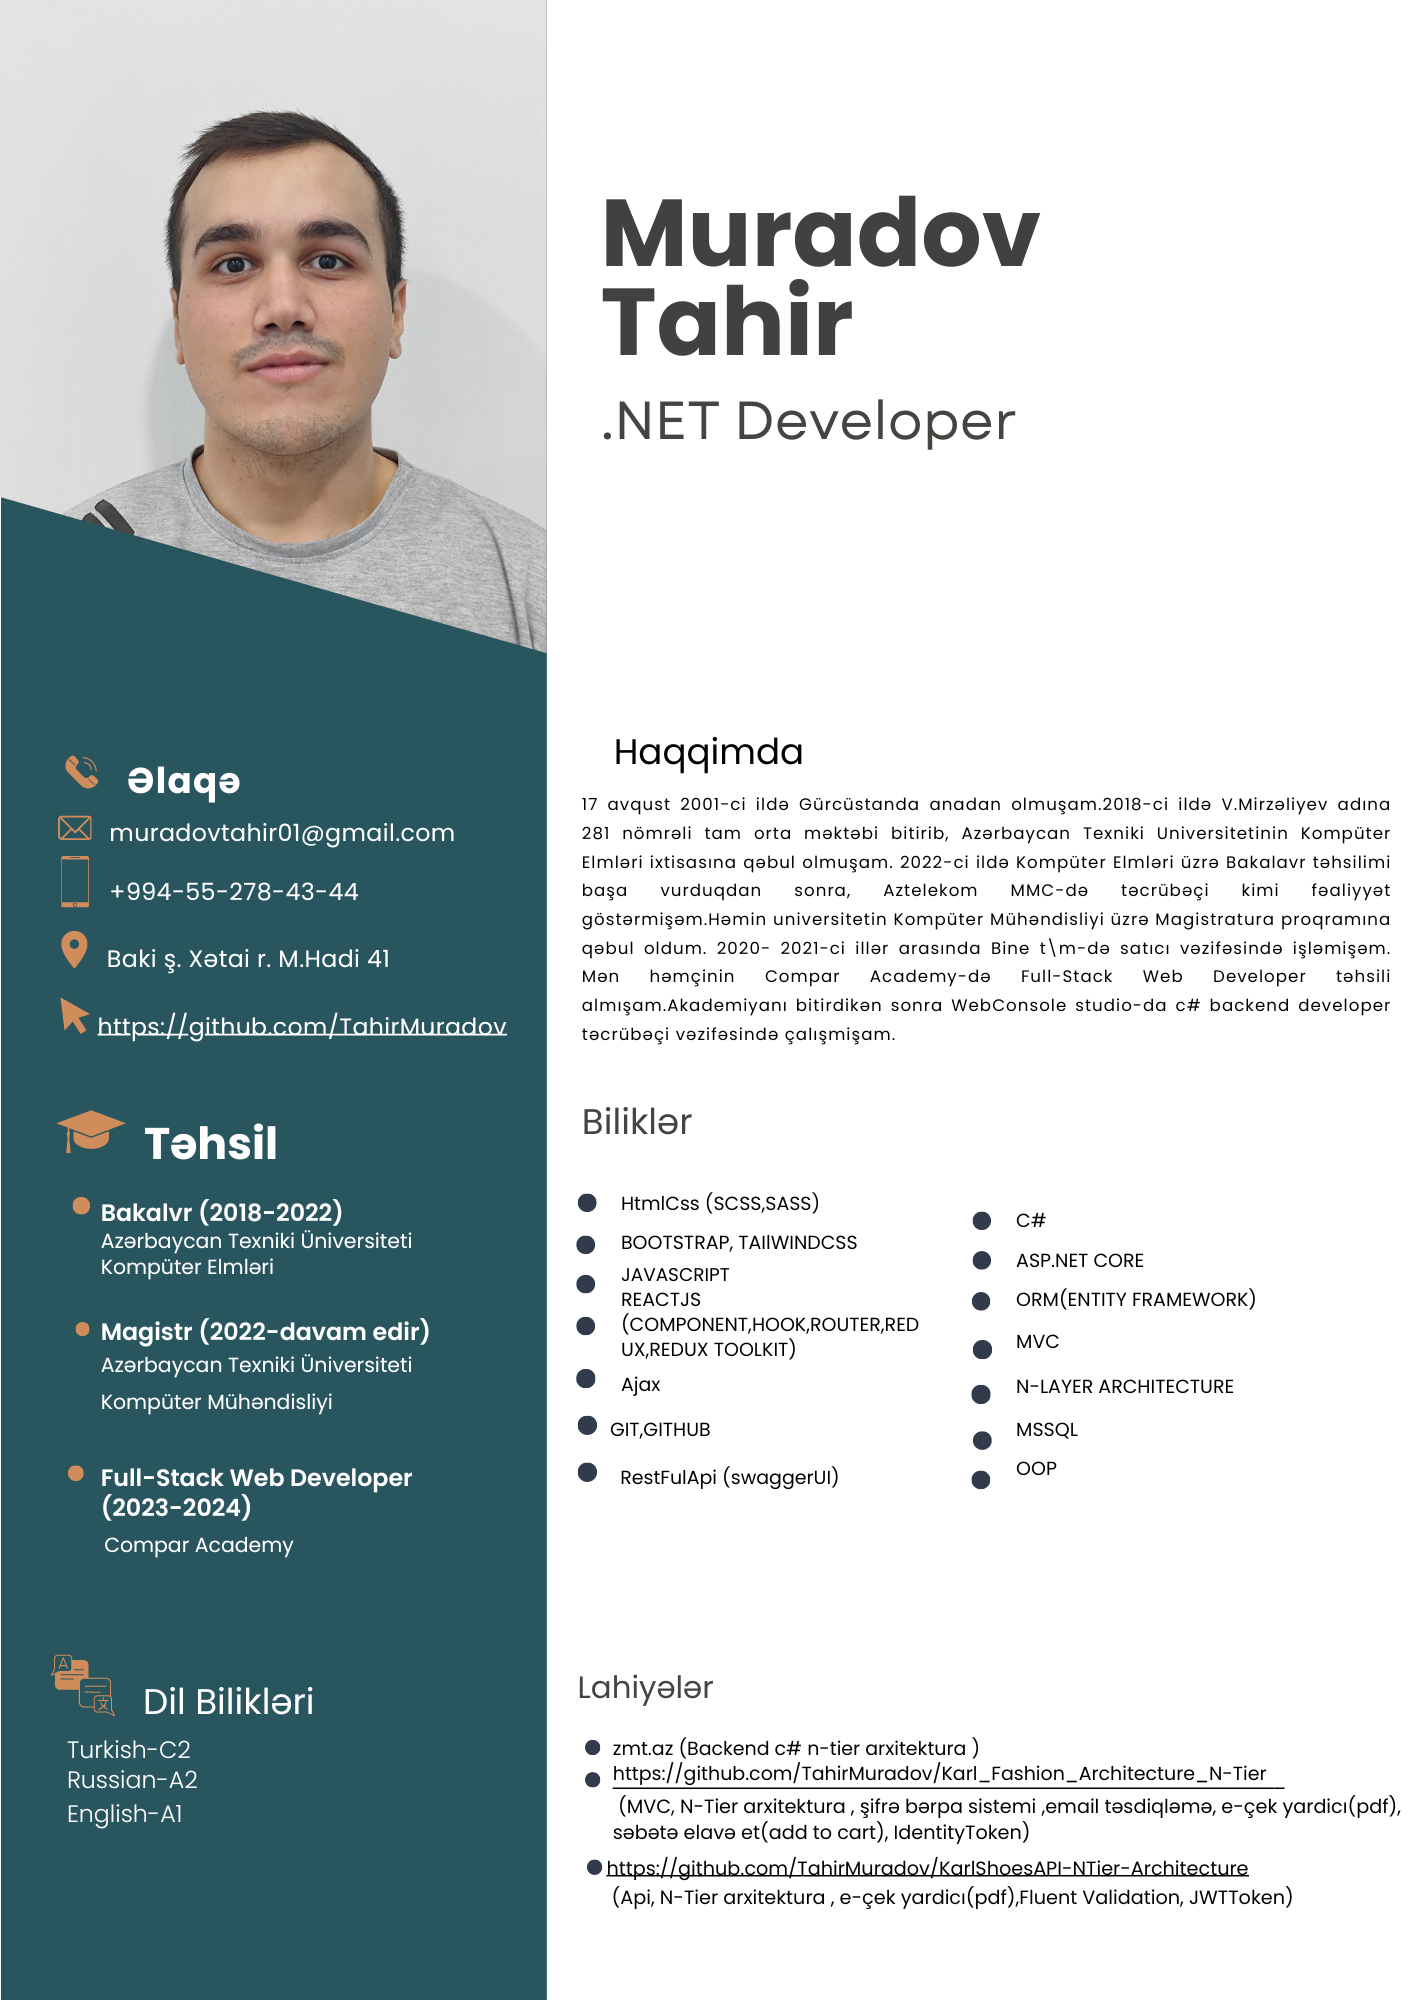 Muradov
Tahir
.NET Developer
Əlaqə
muradovtahir01@gmail.com
+994-55-278-43-44
Baki ş. Xətai r. M.Hadi 41
https://github.com/TahirMuradov
Təhsil
Bakalvr (2018-2022)
Azərbaycan Texniki Üniversiteti
Kompüter Elmləri
Magistr (2022-davam edir)
Azərbaycan Texniki Üniversiteti
Kompüter Mühəndisliyi
Full-Stack Web Developer
(2023-2024)
Compar Academy
Dil Bilikləri
Turkish-C2
Russian-A2
English-A1
Haqqimda
17 avqust 2001-ci ildə Gürcüstanda anadan olmuşam.2018-ci ildə V.Mirzəliyev adına
281 nömrəli tam orta məktəbi bitirib, Azərbaycan Texniki Universitetinin Kompüter
Elmləri ixtisasına qəbul olmuşam. 2022-ci ildə Kompüter Elmləri üzrə Bakalavr təhsilimi
başa vurduqdan sonra, Aztelekom MMC-də təcrübəçi kimi fəaliyyət
göstərmişəm.Həmin universitetin Kompüter Mühəndisliyi üzrə Magistratura proqramına
qəbul oldum. 2020- 2021-ci illər arasında Bine t\m-də satıcı vəzifəsində işləmişəm.
Mən həmçinin Compar Academy-də Full-Stack Web Developer təhsili
almışam.Akademiyanı bitirdikən sonra WebConsole studio-da c# backend developer
təcrübəçi vəzifəsində çalışmişam.
Biliklər
HtmlCss (SCSS,SASS)
BOOTSTRAP, TAIlWINDCSS
JAVASCRIPT
REACTJS
(COMPONENT,HOOK,ROUTER,RED
UX,REDUX TOOLKIT)
Ajax
GIT,GITHUB
RestFulApi (swaggerUI)
C#
ASP.NET CORE
ORM(ENTITY FRAMEWORK)
MVC
N-LAYER ARCHITECTURE
MSSQL
OOP
Lahiyələr
zmt.az (Backend c# n-tier arxitektura )
https://github.com/TahirMuradov/Karl_Fashion_Architecture_N-Tier
(MVC, N-Tier arxitektura , şifrə bərpa sistemi ,email təsdiqləmə, e-çek yardicı(pdf),
səbətə elavə et(add to cart), IdentityToken)
https://github.com/TahirMuradov/KarlShoesAPI-NTier-Architecture
(Api, N-Tier arxitektura , e-çek yardicı(pdf),Fluent Validation, JWTToken)